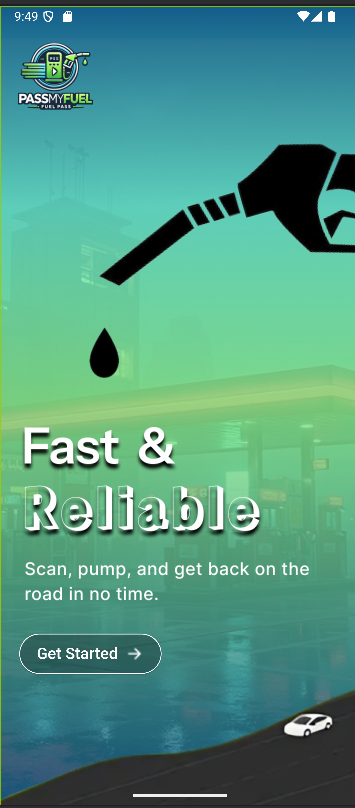 9:49
PASSMYFUEL
FUEL PASS
Fast &
Reliable
Scan, pump, and get back on the
road in no time.
Get Started →